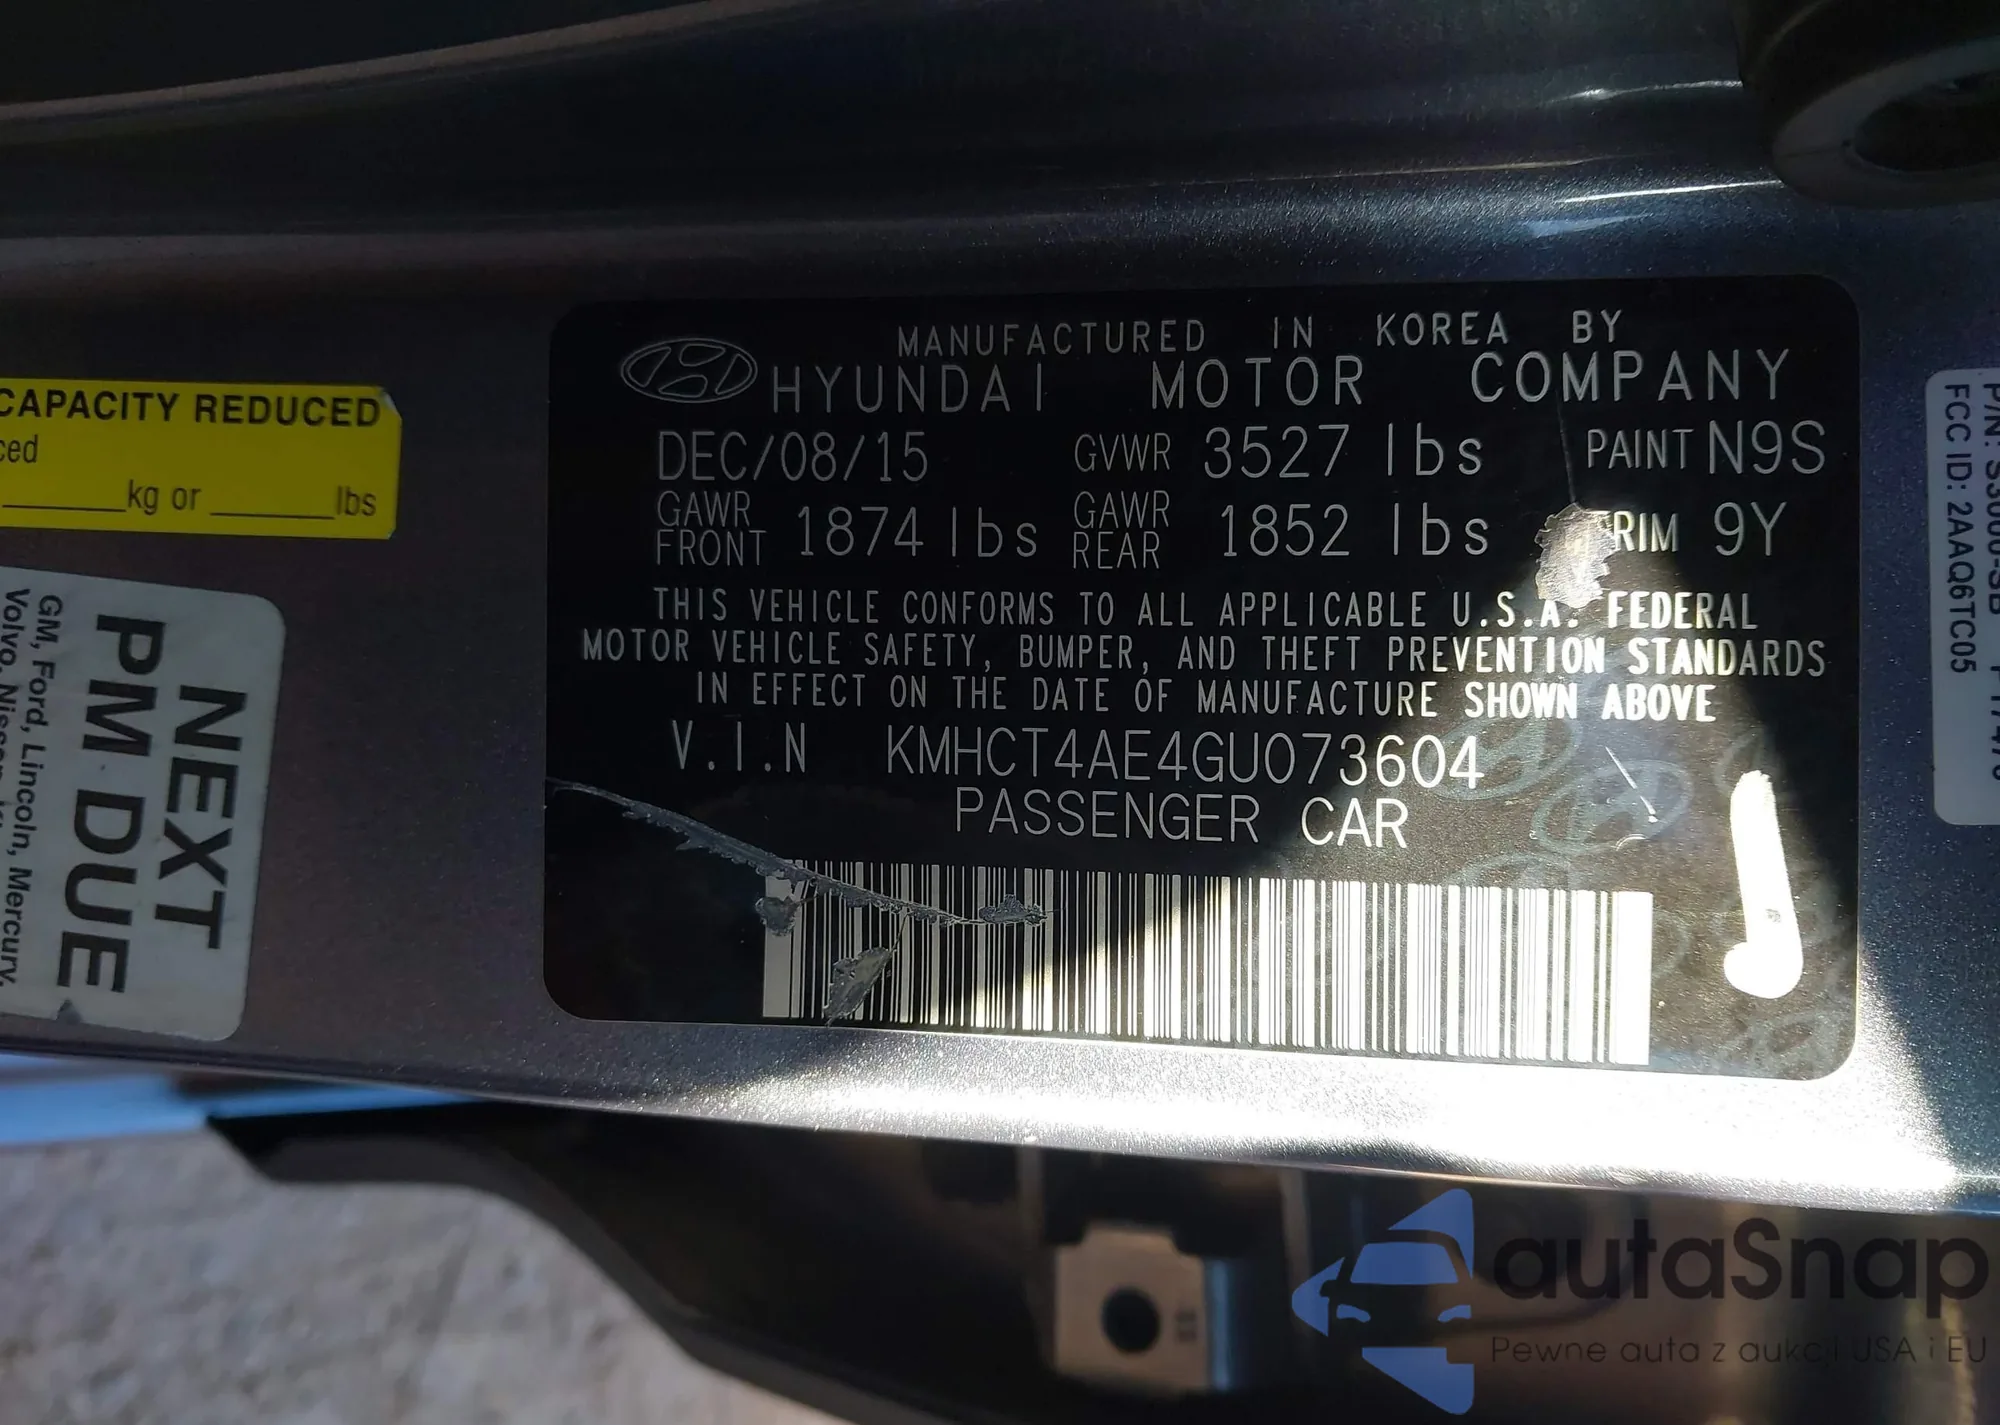 MANUFACTURED IN KOREA BY
HYUNDAI MOTOR COMPANY
DEC/08/15 GVWR 3527 lbs PAINT N9S
GAWR FRONT 1874 lbs GAWR REAR 1852 lbs TRIM 9Y
THIS VEHICLE CONFORMS TO ALL APPLICABLE U.S.A. FEDERAL
MOTOR VEHICLE SAFETY, BUMPER, AND THEFT PREVENTION STANDARDS
IN EFFECT ON THE DATE OF MANUFACTURE SHOWN ABOVE
V.I.N KMHCT4AE4GU073604
PASSENGER CAR
CAPACITY REDUCED
kg or lbs
NEXT
PM DUE
GM, Ford, Lincoln, Mercury,
Volvo,
FCC ID: 2AAQ6TC05
autaSnap
Pewne auta z aukcji USA i EU